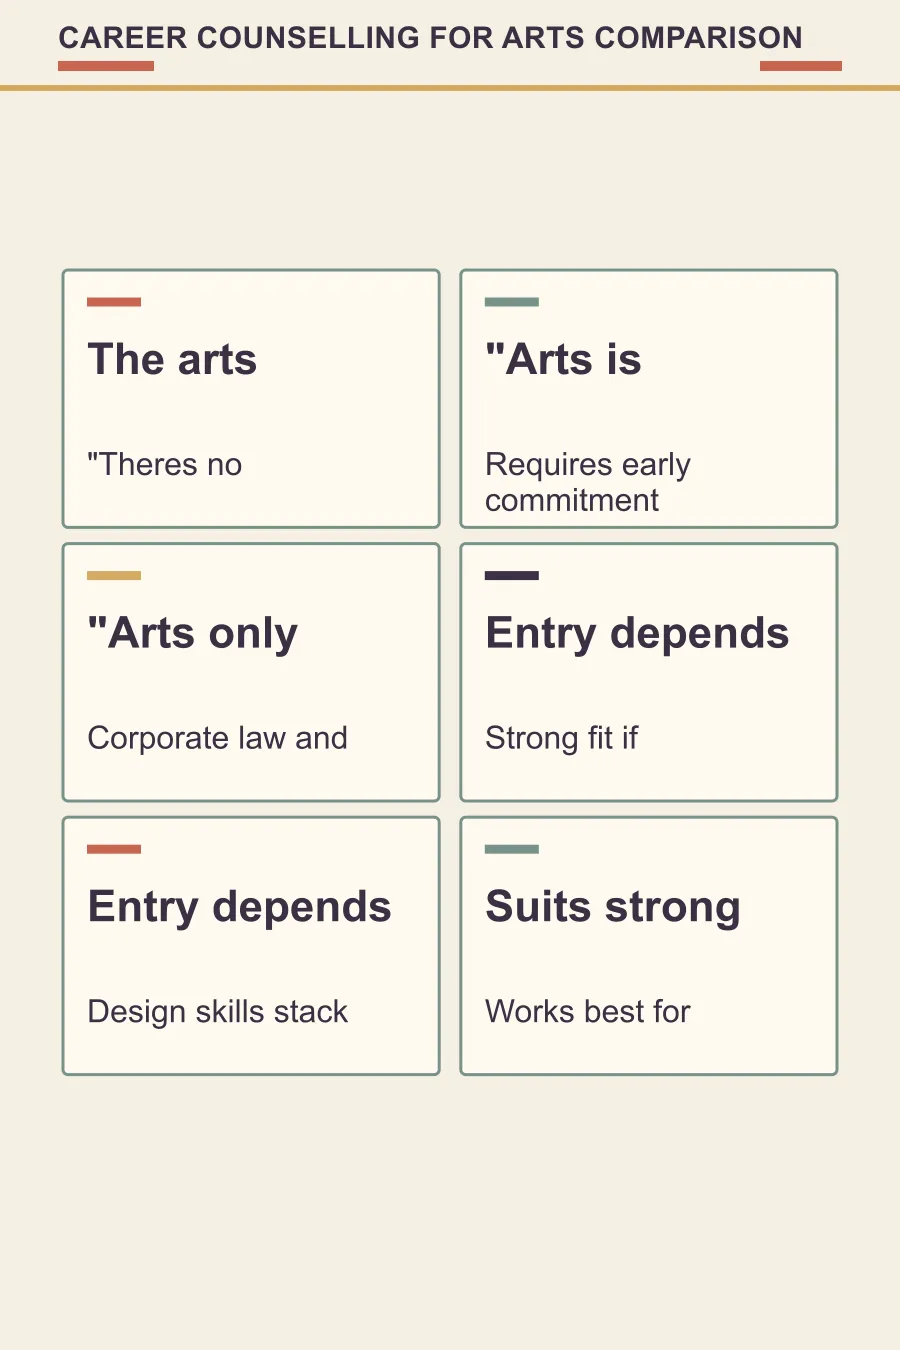 CAREER COUNSELLING FOR ARTS COMPARISON
The arts
"Theres no
"Arts is
Requires early
commitment
"Arts only
Corporate law and
Entry depends
Strong fit if
Entry depends
Design skills stack
Suits strong
Works best for